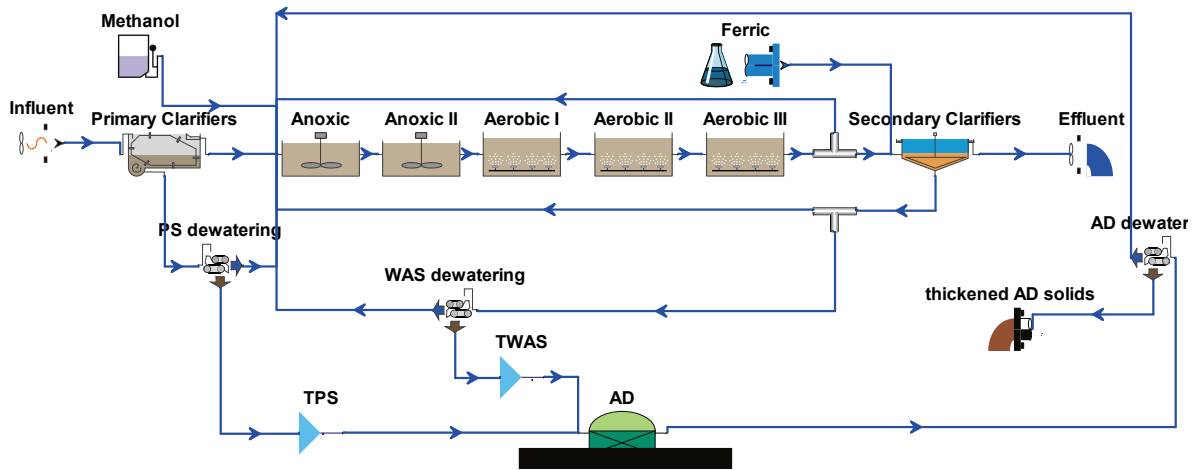 Methanol
Ferric
Influent
Primary Clarifiers
Anoxic
Anoxic II
Aerobic I
Aerobic II
Aerobic III
Secondary Clarifiers
Effluent
PS dewatering
AD dewater
WAS dewatering
thickened AD solids
TWAS
TPS
AD